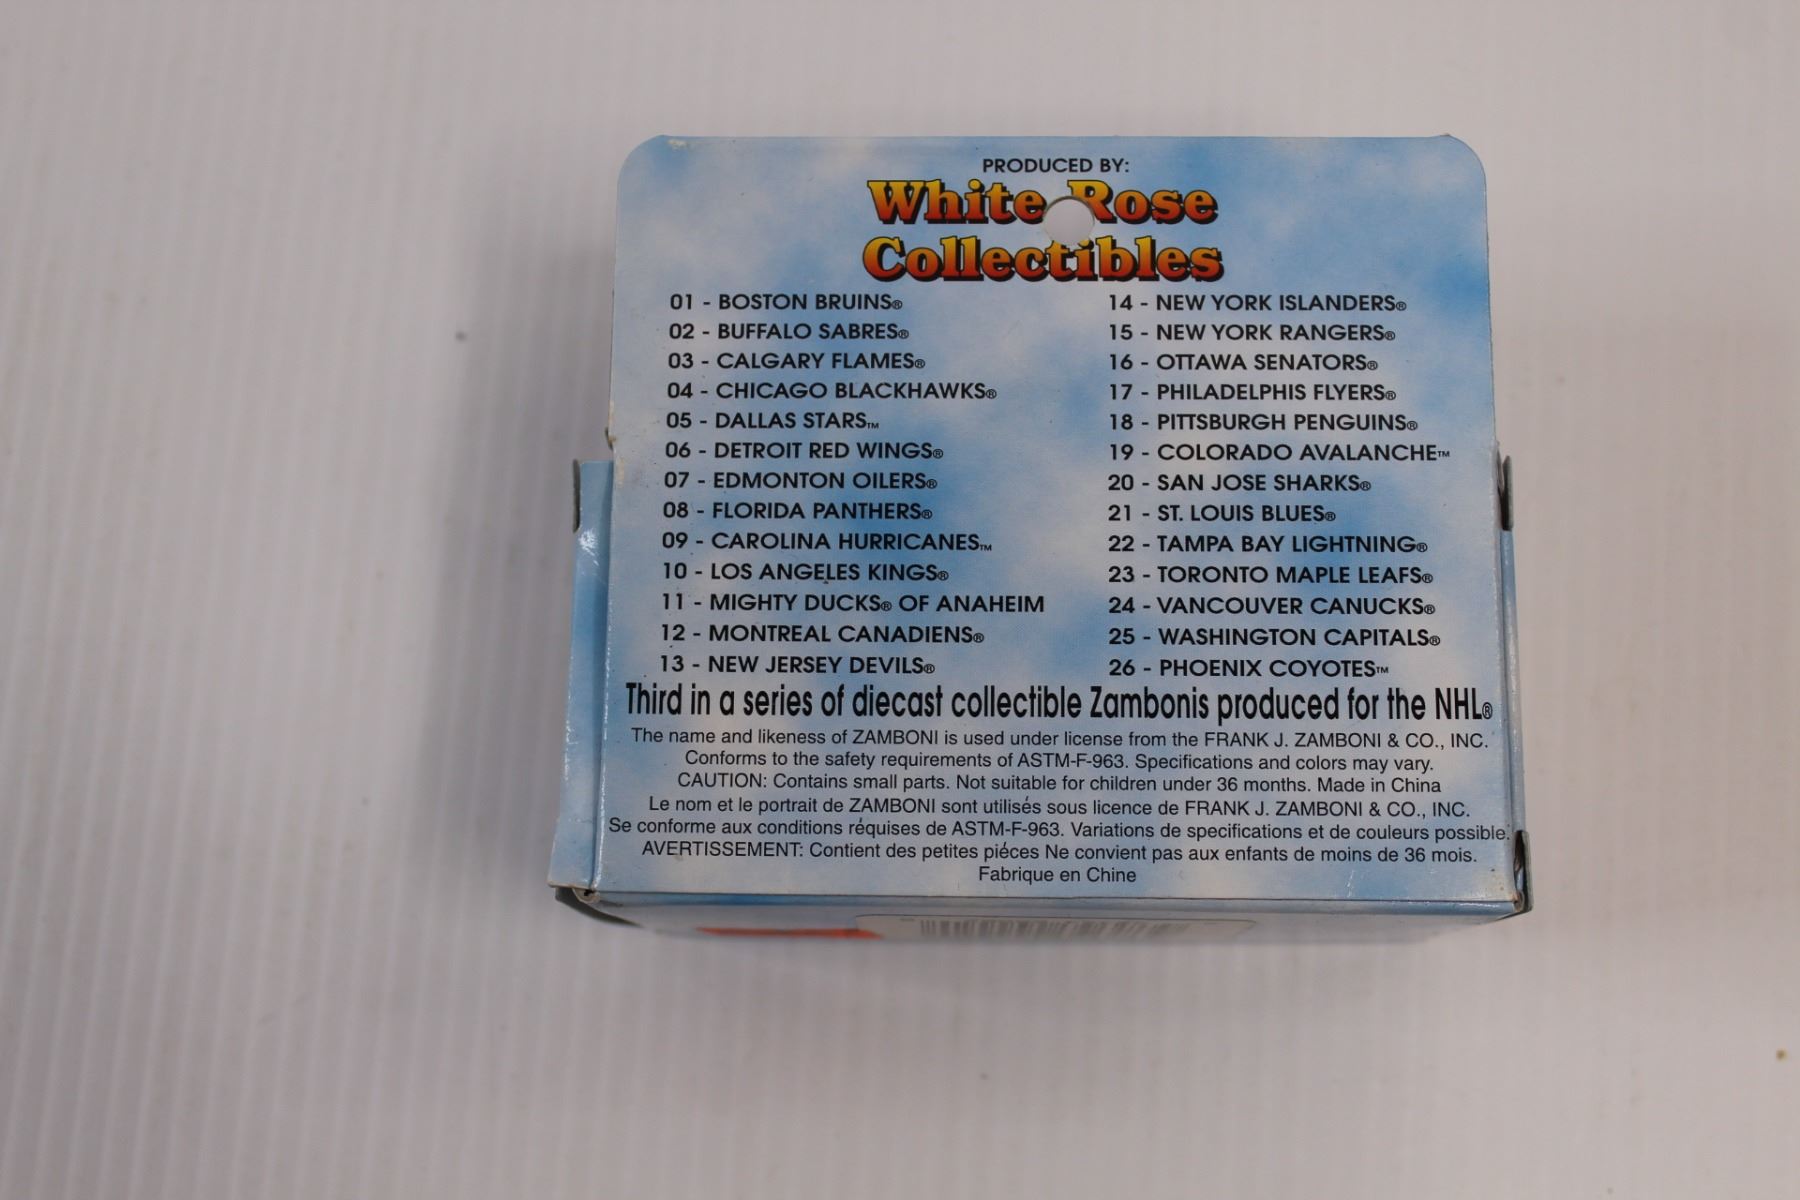 PRODUCED BY:
White Rose
Collectibles
01 - BOSTON BRUINS®
02 - BUFFALO SABRES®
03 - CALGARY FLAMES®
04 - CHICAGO BLACKHAWKS®
05 - DALLAS STARS™
06 - DETROIT RED WINGS®
07 - EDMONTON OILERS®
08 - FLORIDA PANTHERS®
09 - CAROLINA HURRICANES™
10 - LOS ANGELES KINGS®
11 - MIGHTY DUCKS® OF ANAHEIM
12 - MONTREAL CANADIENS®
13 - NEW JERSEY DEVILS®
14 - NEW YORK ISLANDERS®
15 - NEW YORK RANGERS®
16 - OTTAWA SENATORS®
17 - PHILADELPHIS FLYERS®
18 - PITTSBURGH PENGUINS®
19 - COLORADO AVALANCHE™
20 - SAN JOSE SHARKS®
21 - ST. LOUIS BLUES®
22 - TAMPA BAY LIGHTNING®
23 - TORONTO MAPLE LEAFS®
24 - VANCOUVER CANUCKS®
25 - WASHINGTON CAPITALS®
26 - PHOENIX COYOTES™
Third in a series of diecast collectible Zambonis produced for the NHL®
The name and likeness of ZAMBONI is used under license from the FRANK J. ZAMBONI & CO., INC.
Conforms to the safety requirements of ASTM-F-963. Specifications and colors may vary.
CAUTION: Contains small parts. Not suitable for children under 36 months. Made in China
Le nom et le portrait de ZAMBONI sont utilisés sous licence de FRANK J. ZAMBONI & CO., INC.
Se conforme aux conditions réquises de ASTM-F-963. Variations de specifications et de couleurs possible.
AVERTISSEMENT: Contient des petites piéces Ne convient pas aux enfants de moins de 36 mois.
Fabrique en Chine